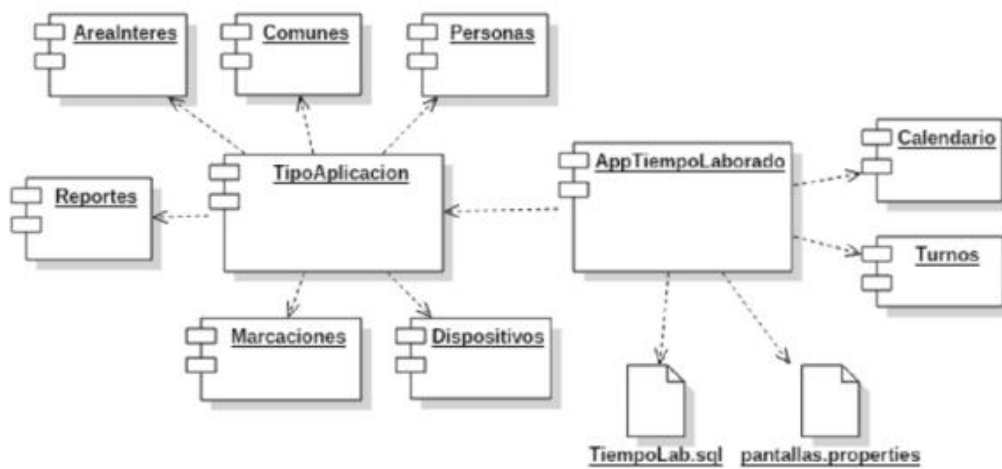 AreaInteres
Comunes
Personas
TipoAplicacion
AppTiempoLaborado
Calendario
Reportes
Turnos
Marcaciones
Dispositivos
TiempoLab.sql
pantallas.properties